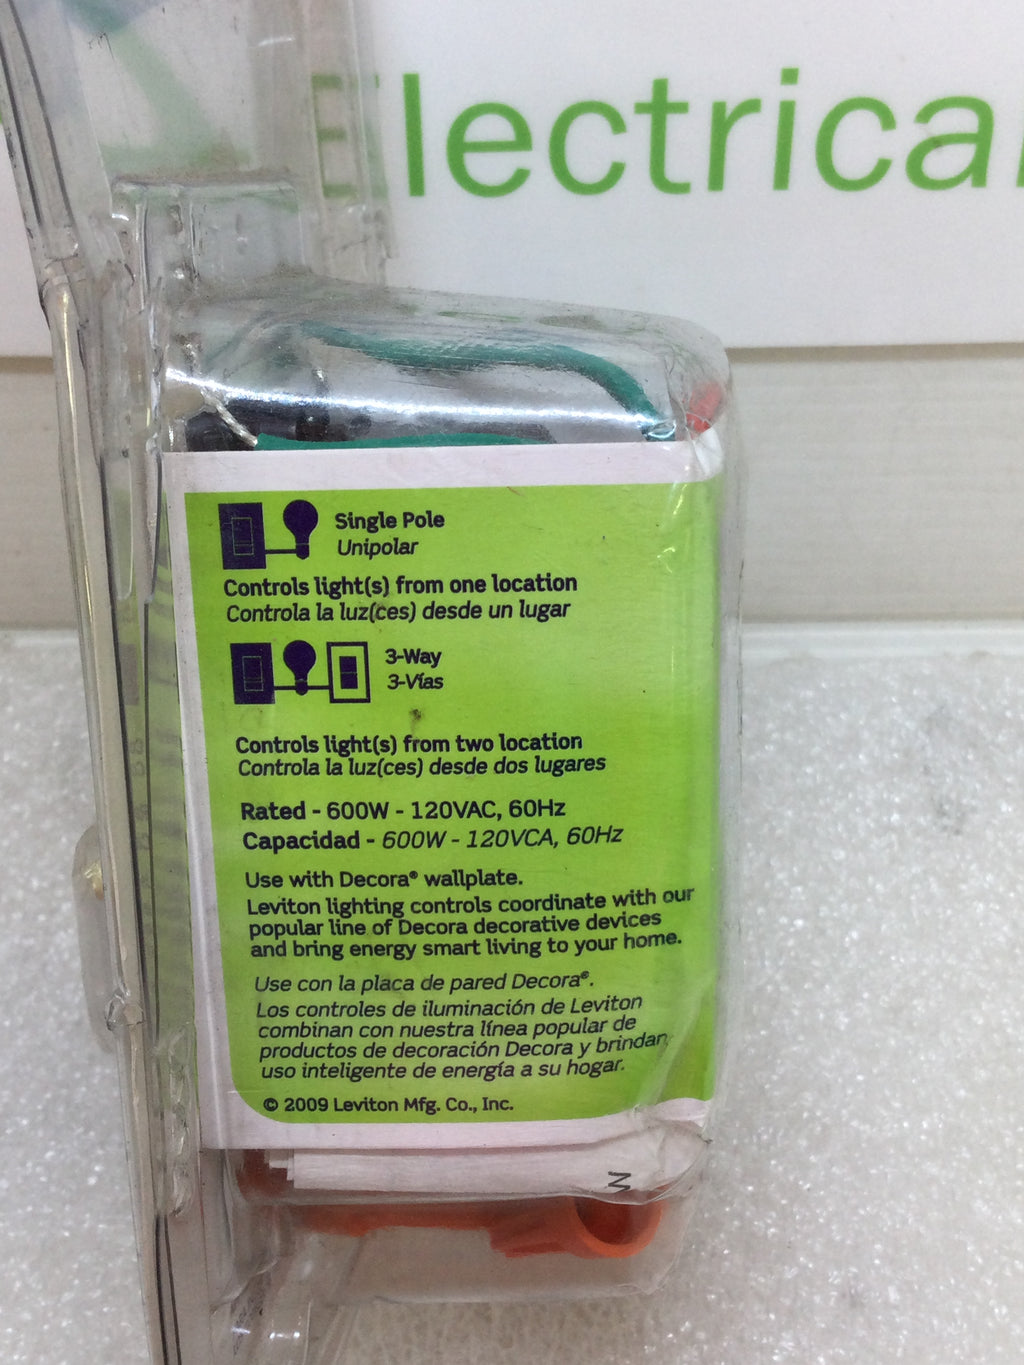 Electrical
Single Pole
Unipolar
Controls light(s) from one location
Controla la luz(ces) desde un lugar
3-Way
3-Vías
Controls light(s) from two location
Controla la luz(ces) desde dos lugares
Rated - 600W - 120VAC, 60Hz
Capacidad - 600W - 120VCA, 60Hz
Use with Decora® wallplate.
Leviton lighting controls coordinate with our
popular line of Decora decorative devices
and bring energy smart living to your home.
Use con la placa de pared Decora®.
Los controles de iluminación de Leviton
combinan con nuestra línea popular de
productos de decoración Decora y brindan
uso inteligente de energía a su hogar.
© 2009 Leviton Mfg. Co., Inc.